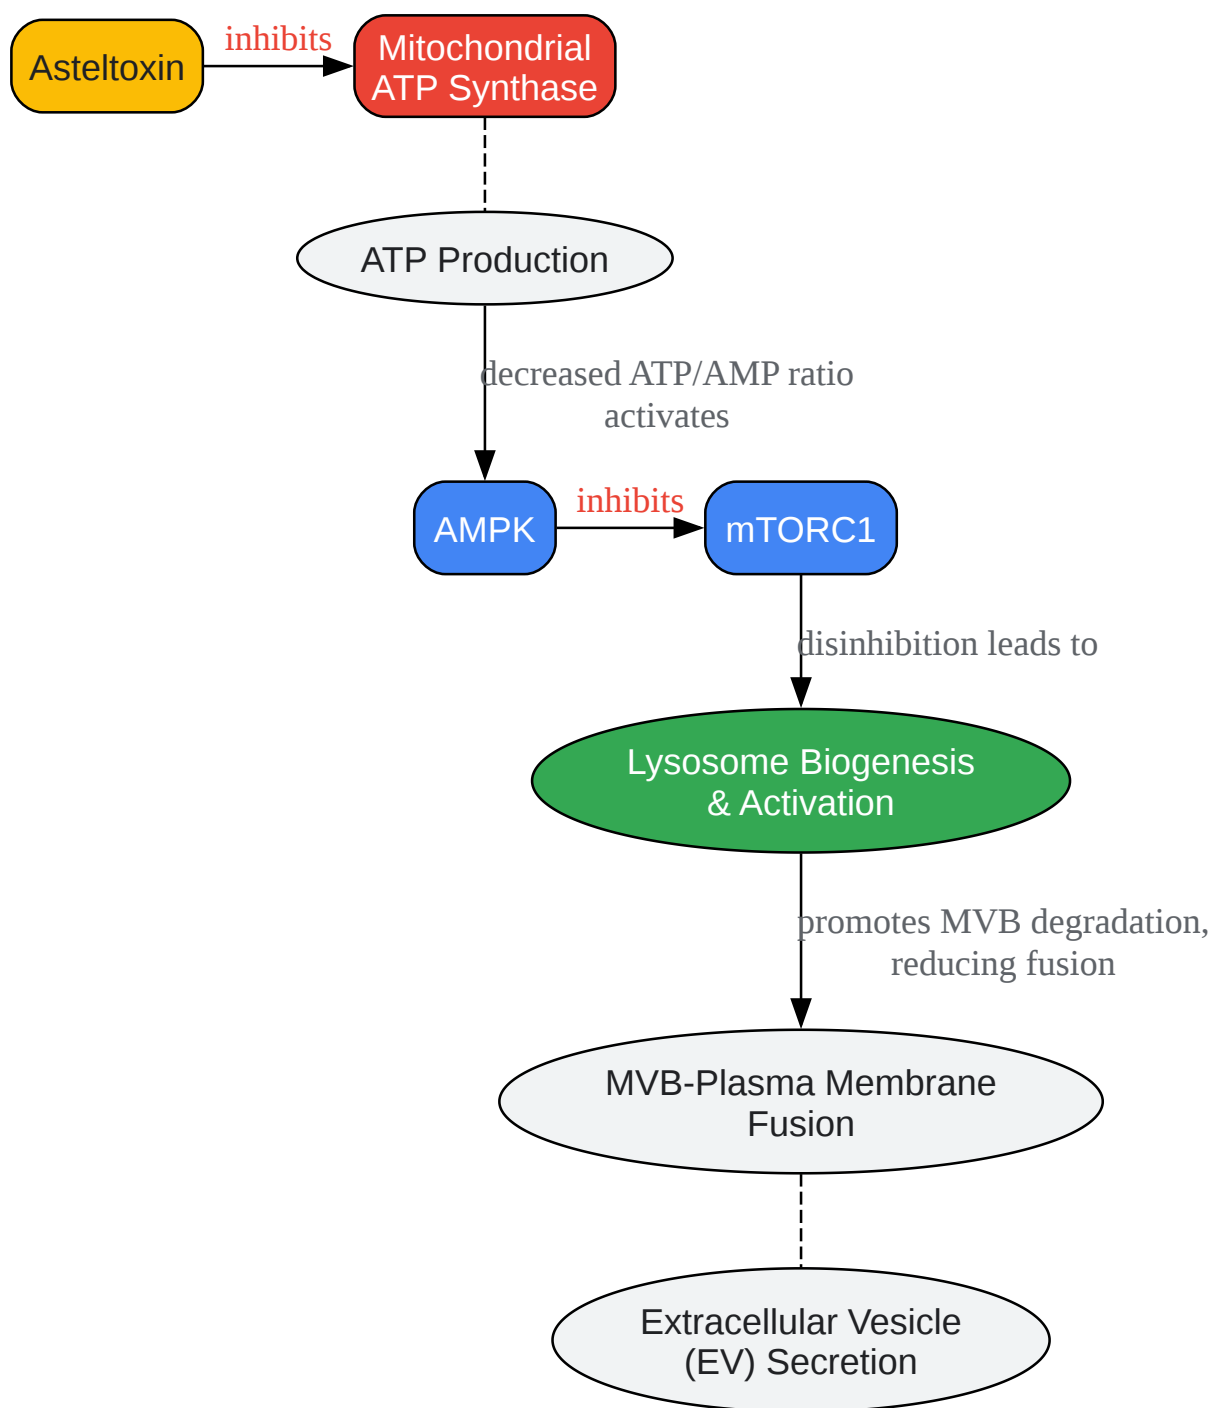 Asteltoxin
inhibits
Mitochondrial
ATP Synthase
ATP Production
decreased ATP/AMP ratio
activates
AMPK
inhibits
mTORC1
disinhibition leads to
Lysosome Biogenesis
& Activation
promotes MVB degradation,
reducing fusion
MVB-Plasma Membrane
Fusion
Extracellular Vesicle
(EV) Secretion